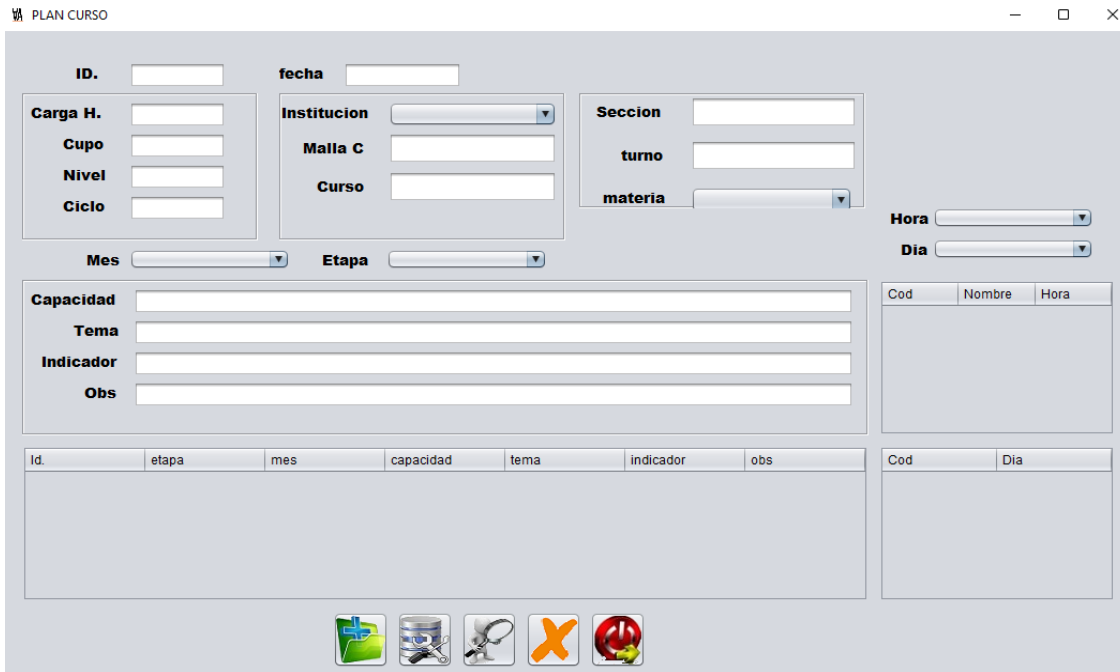 PLAN CURSO
ID.
fecha
Carga H.
Cupo
Nivel
Ciclo
Institucion
Malla C
Curso
Seccion
turno
materia
Hora
Dia
Mes
Etapa
Capacidad
Tema
Indicador
Obs
Cod Nombre Hora
Id. etapa mes capacidad tema indicador obs
Cod Dia